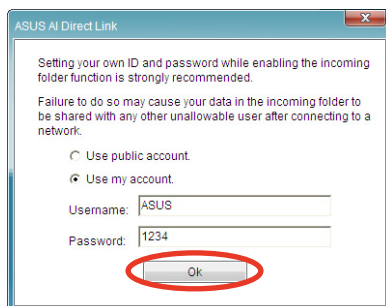 ASUS AI Direct Link
Setting your own ID and password while enabling the incoming
folder function is strongly recommended.
Failure to do so may cause your data in the incoming folder to
be shared with any other unallowable user after connecting to a
network.
Use public account.
Use my account.
Username: ASUS
Password: 1234
Ok